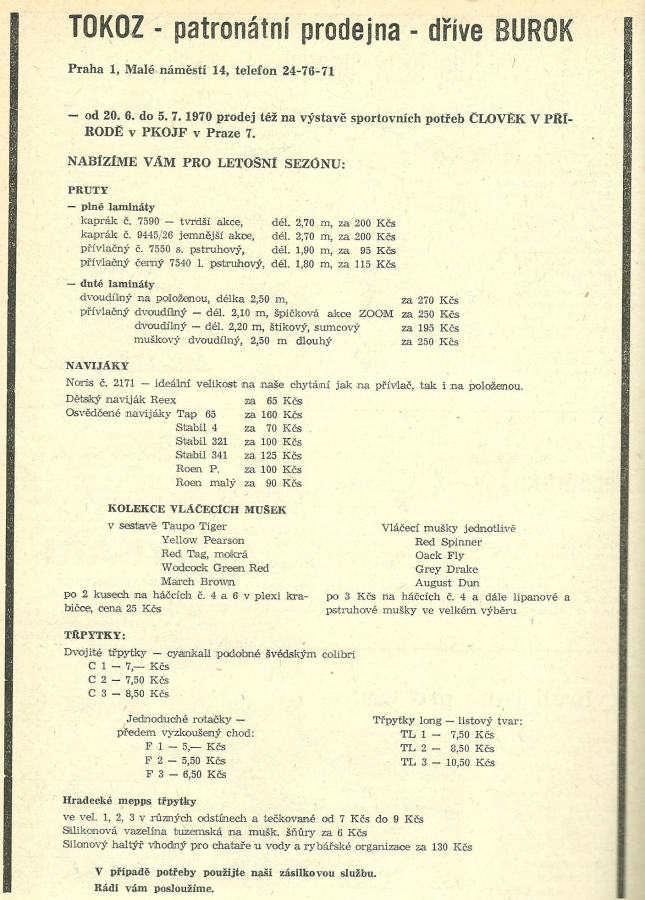 TOKOZ - patronátní prodejna - dříve BUROK
Praha 1, Malé náměstí 14, telefon 24-76-71
— od 20. 6. do 5. 7. 1970 prodej též na výstavě sportovních potřeb ČLOVĚK V PŘÍ-
RODĚ v PKOJF v Praze 7.
NABÍZÍME VÁM PRO LETOŠNÍ SEZÓNU:
PRUTY
— plné lamináty
kaprák č. 7590 — tvrdší akce, dél. 2,70 m, za 200 Kčs
kaprák č. 9445/26 jemnější akce, dél. 2,70 m, za 200 Kčs
přívlačný č. 7550 s. pstruhový, dél. 1,90 m, za 95 Kčs
přívlačný černý 7540 l. pstruhový, dél. 1,80 m, za 115 Kčs
— duté lamináty
dvoudílný na položenou, délka 2,50 m, za 270 Kčs
přívlačný dvoudílný — dél. 2,10 m, špičková akce ZOOM za 250 Kčs
dvoudílný — dél. 2,20 m, štikový, sumcový za 195 Kčs
muškový dvoudílný, 2,50 m dlouhý za 250 Kčs
NAVIJÁKY
Noris č. 2171 — ideální velikost na naše chytání jak na přívlač, tak i na položenou.
Dětský naviják Reex za 65 Kčs
Osvědčené navijáky Tap 65 za 160 Kčs
Stabil 4 za 70 Kčs
Stabil 321 za 100 Kčs
Stabil 341 za 125 Kčs
Roen P. za 100 Kčs
Roen malý za 90 Kčs
KOLEKCE VLÁČECÍCH MUŠEK
v sestavě Taupo Tiger
Yellow Pearson
Red Tag, mokrá
Wodcock Green Red
March Brown
po 2 kusech na háčcích č. 4 a 6 v plexi kra-
bičce, cena 25 Kčs
Vláčecí mušky jednotlivě
Red Spinner
Oack Fly
Grey Drake
August Dun
po 3 Kčs na háčcích č. 4 a dále lipanové a
pstruhové mušky ve velkém výběru
TŘPYTKY:
Dvojité třpytky — cyankali podobné švédským colibri
C 1 — 7,— Kčs
C 2 — 7,50 Kčs
C 3 — 8,50 Kčs
Jednoduché rotačky —
předem vyzkoušený chod:
F 1 — 5,— Kčs
F 2 — 5,50 Kčs
F 3 — 6,50 Kčs
Třpytky long — listový tvar:
TL 1 — 7,50 Kčs
TL 2 — 8,50 Kčs
TL 3 — 10,50 Kčs
Hradecké mepps třpytky
ve vel. 1, 2, 3 v různých odstínech a tečkované od 7 Kčs do 9 Kčs
Silikonová vazelína tuzemská na mušk. šňůry za 6 Kčs
Silonový haltýř vhodný pro chataře u vody a rybářské organizace za 130 Kčs
V případě potřeby použijte naši zásilkovou službu.
Rádi vám posloužíme.